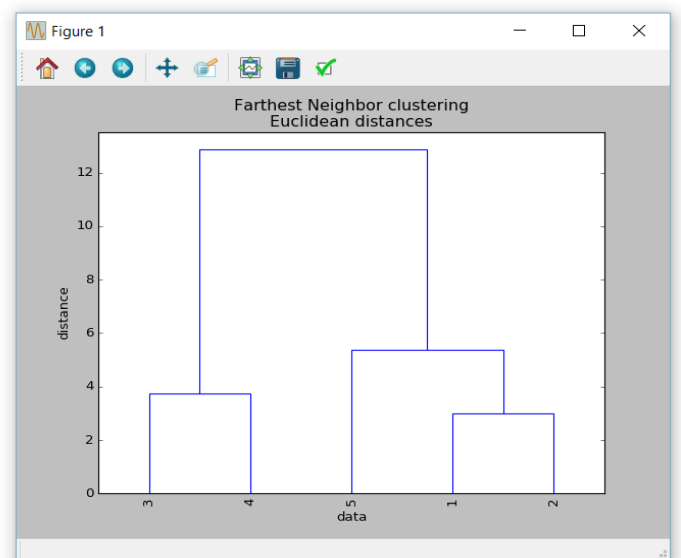 Figure 1
Farthest Neighbor clustering
Euclidean distances
12
10
8
6
4
2
0
distance
3
4
5
1
2
data